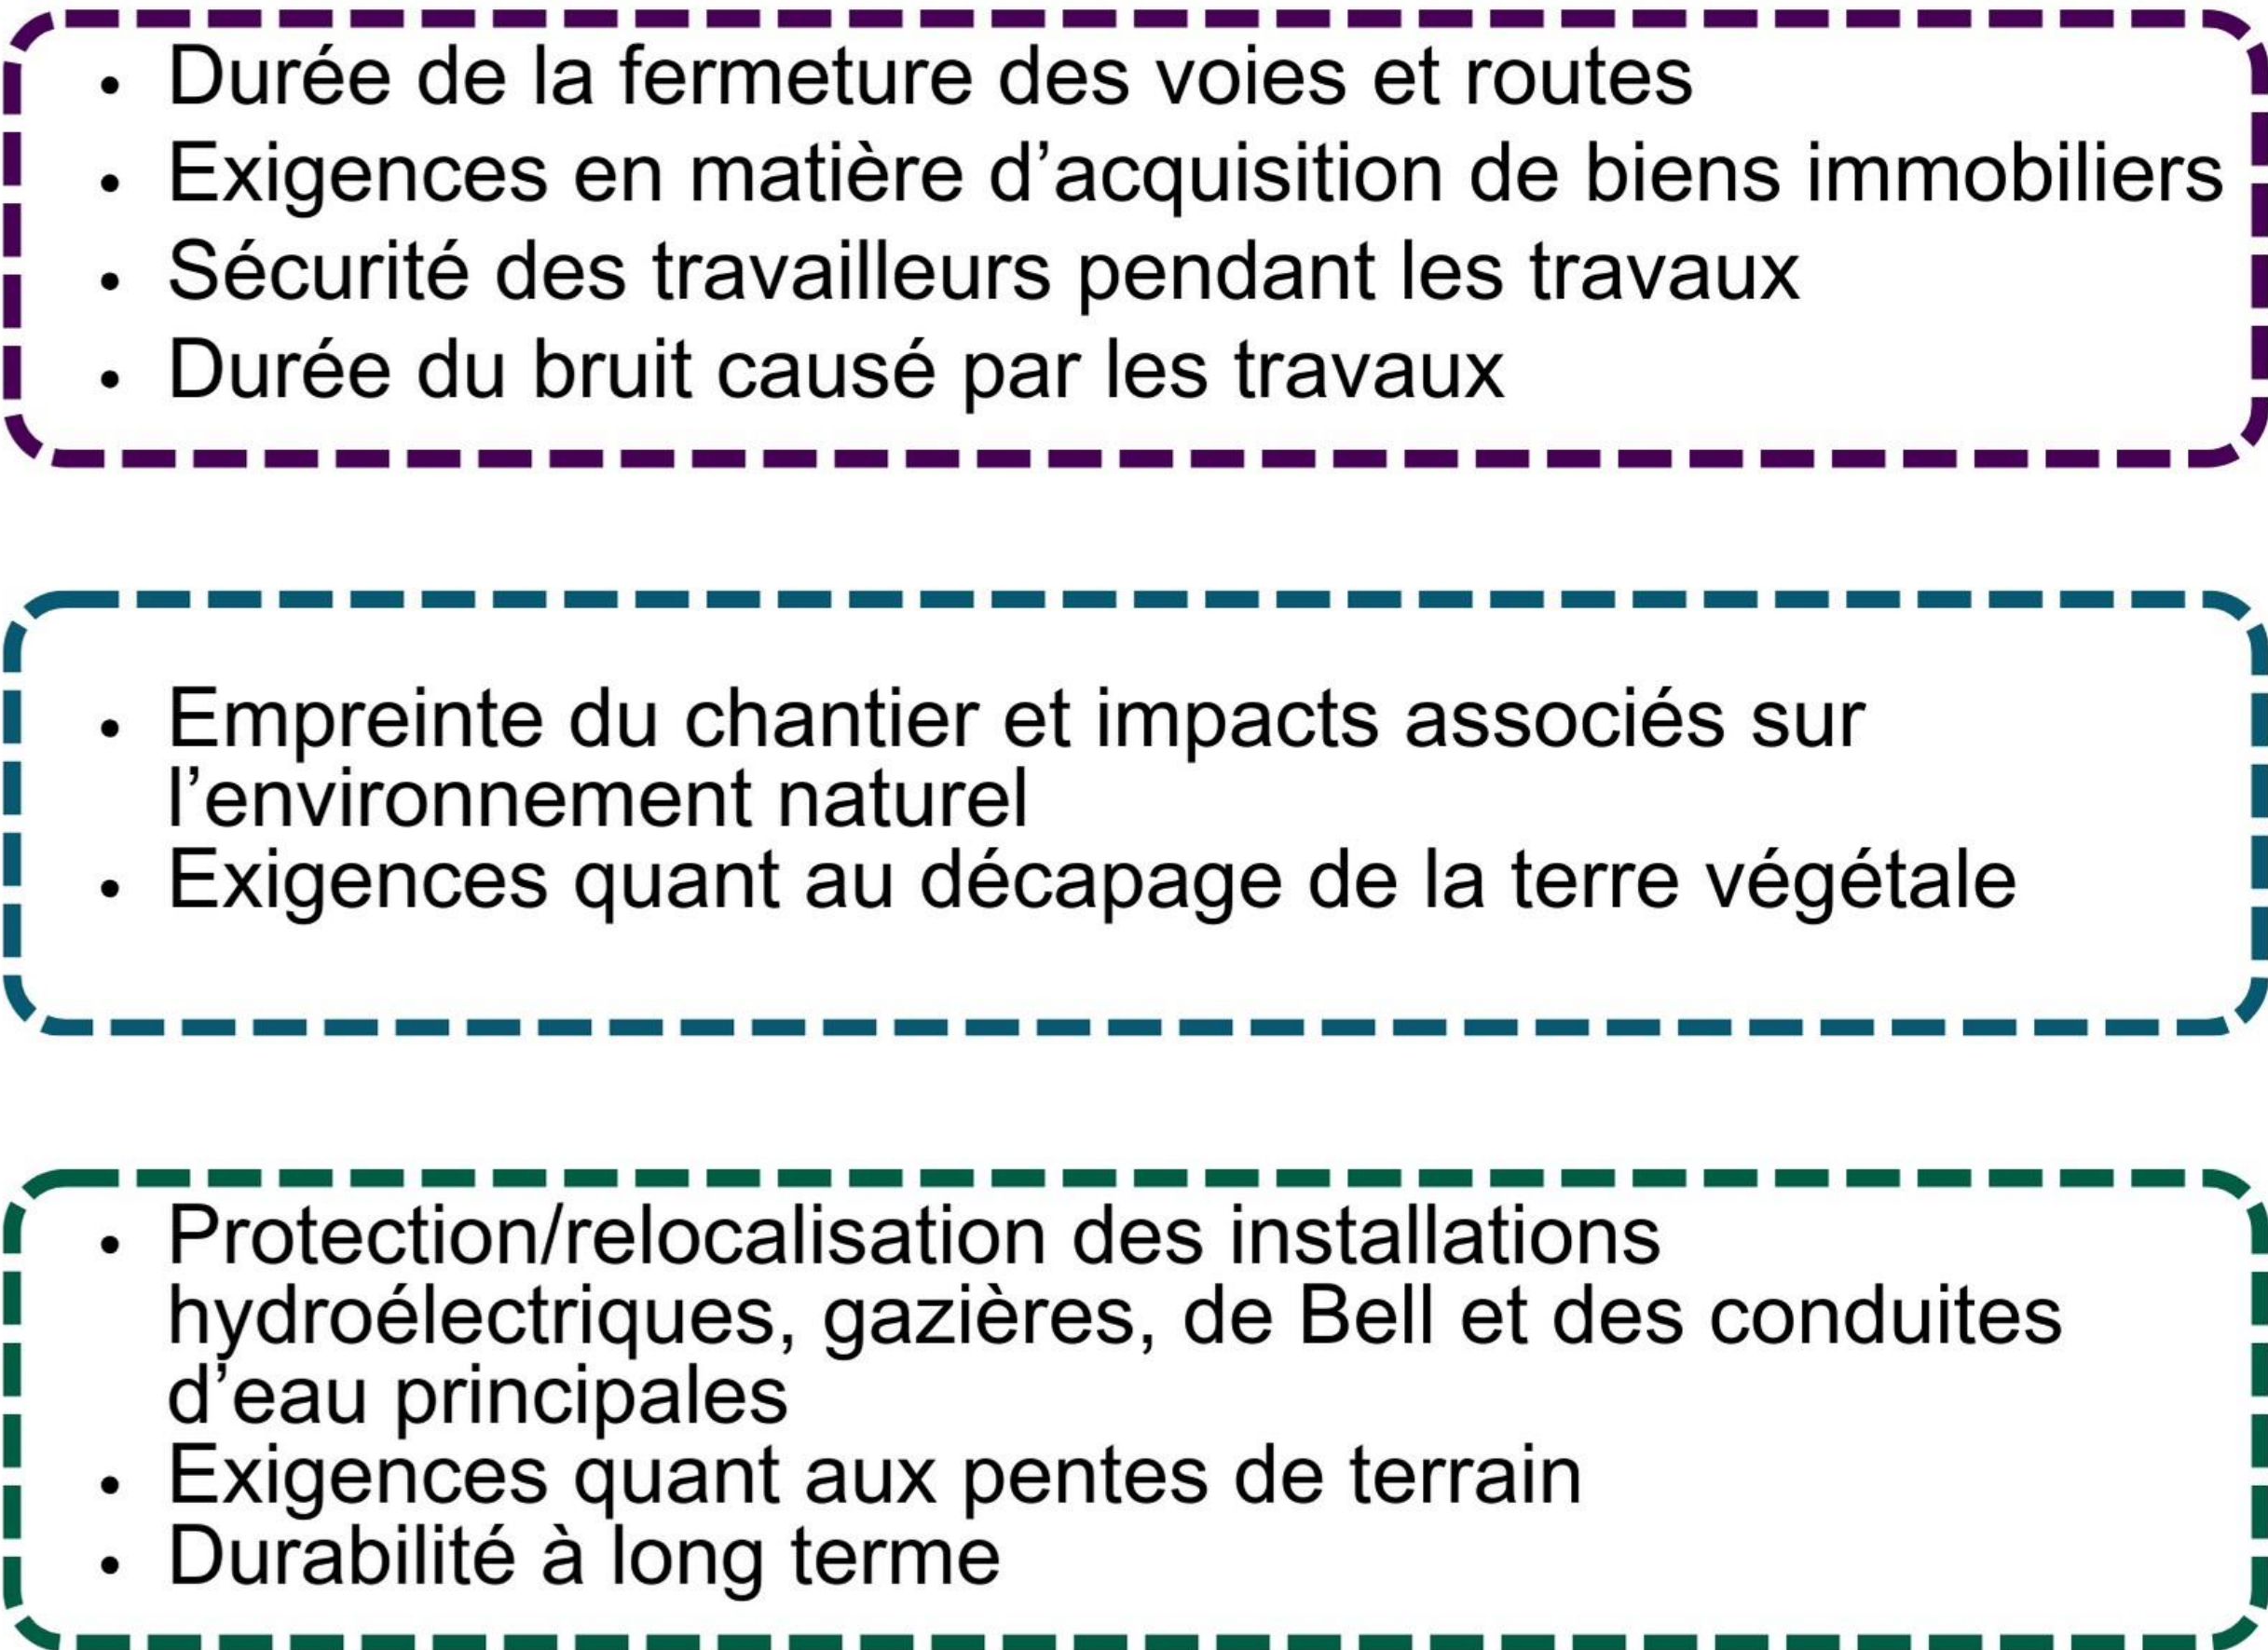 • Durée de la fermeture des voies et routes
• Exigences en matière d’acquisition de biens immobiliers
• Sécurité des travailleurs pendant les travaux
• Durée du bruit causé par les travaux
• Empreinte du chantier et impacts associés sur
l’environnement naturel
• Exigences quant au décapage de la terre végétale
• Protection/relocalisation des installations
hydroélectriques, gazières, de Bell et des conduites
d’eau principales
• Exigences quant aux pentes de terrain
• Durabilité à long terme